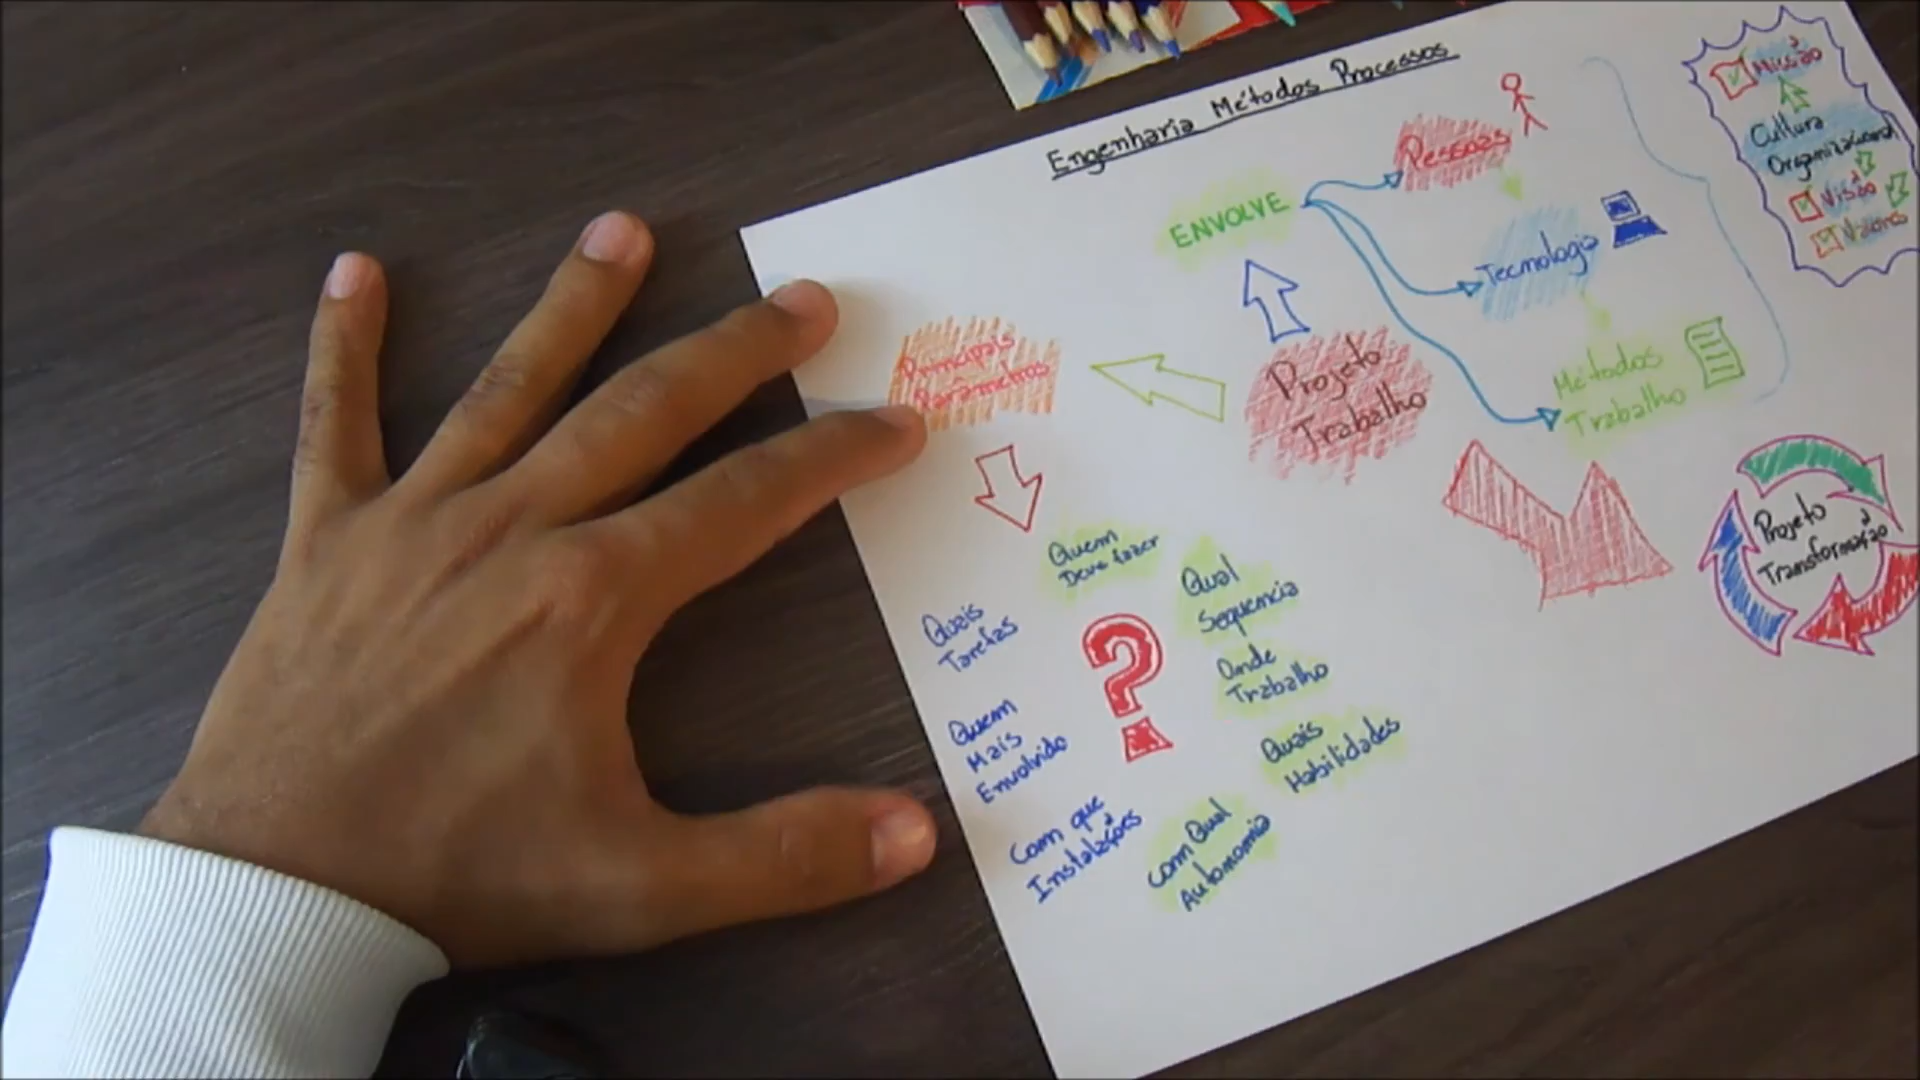 Engenharia Métodos Processos
Missão
Cultura
Organizacional
Visão
Valores
Pessoas
ENVOLVE
Tecnologia
Métodos
Trabalho
Projeto
Trabalho
Principais
Parâmetros
Projeto
Transformação
Quem
Deve fazer
Qual
Sequencia
Quais
Tarefas
?
Onde
Trabalho
Quem
Mais
Envolvido
Quais
Habilidades
Com que
Instalações
Com Qual
Autonomia